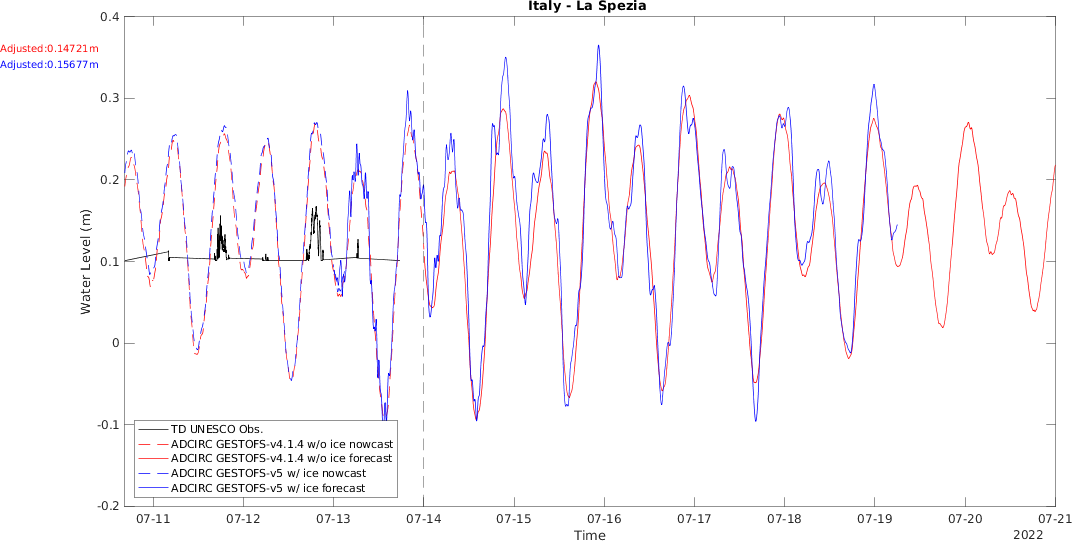 Italy - La Spezia
Adjusted:0.14721m
Adjusted:0.15677m
Water Level (m)
0.4
0.3
0.2
0.1
0
-0.1
-0.2
TD UNESCO Obs.
ADCIRC GESTOFS-v4.1.4 w/o ice nowcast
ADCIRC GESTOFS-v4.1.4 w/o ice forecast
ADCIRC GESTOFS-v5 w/ ice nowcast
ADCIRC GESTOFS-v5 w/ ice forecast
07-11 07-12 07-13 07-14 07-15 07-16 07-17 07-18 07-19 07-20 07-21
Time
2022